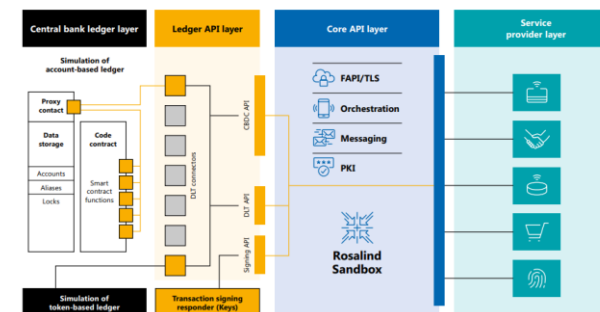 Central bank ledger layer
Ledger API layer
Core API layer
Service
provider layer
Simulation of
account-based ledger
Proxy
contact
Data
storage
Accounts
Aliases
Locks
Code
contract
Smart
contract
functions
DLT connectors
CBDC API
DLT API
Signing API
FAPI/TLS
Orchestration
Messaging
PKI
Rosalind
Sandbox
Simulation of
token-based ledger
Transaction signing
responder (Keys)